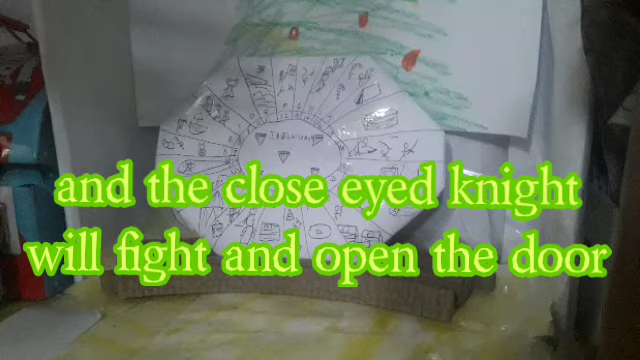 and the close eyed knight
will fight and open the door